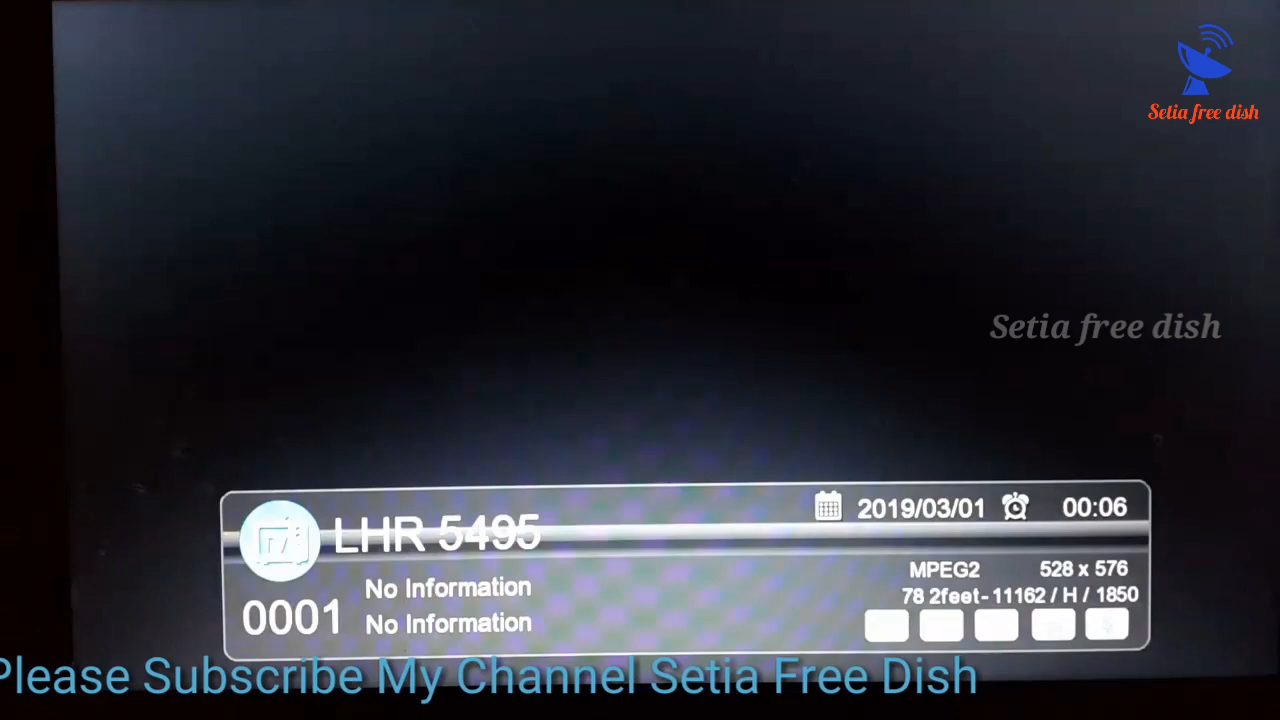 Setia free dish
Setia free dish
LHR 5495
2019/03/01
00:06
No Information
MPEG2
528 x 576
78 2feet-11162 / H / 1850
0001
No Information
Please Subscribe My Channel Setia Free Dish